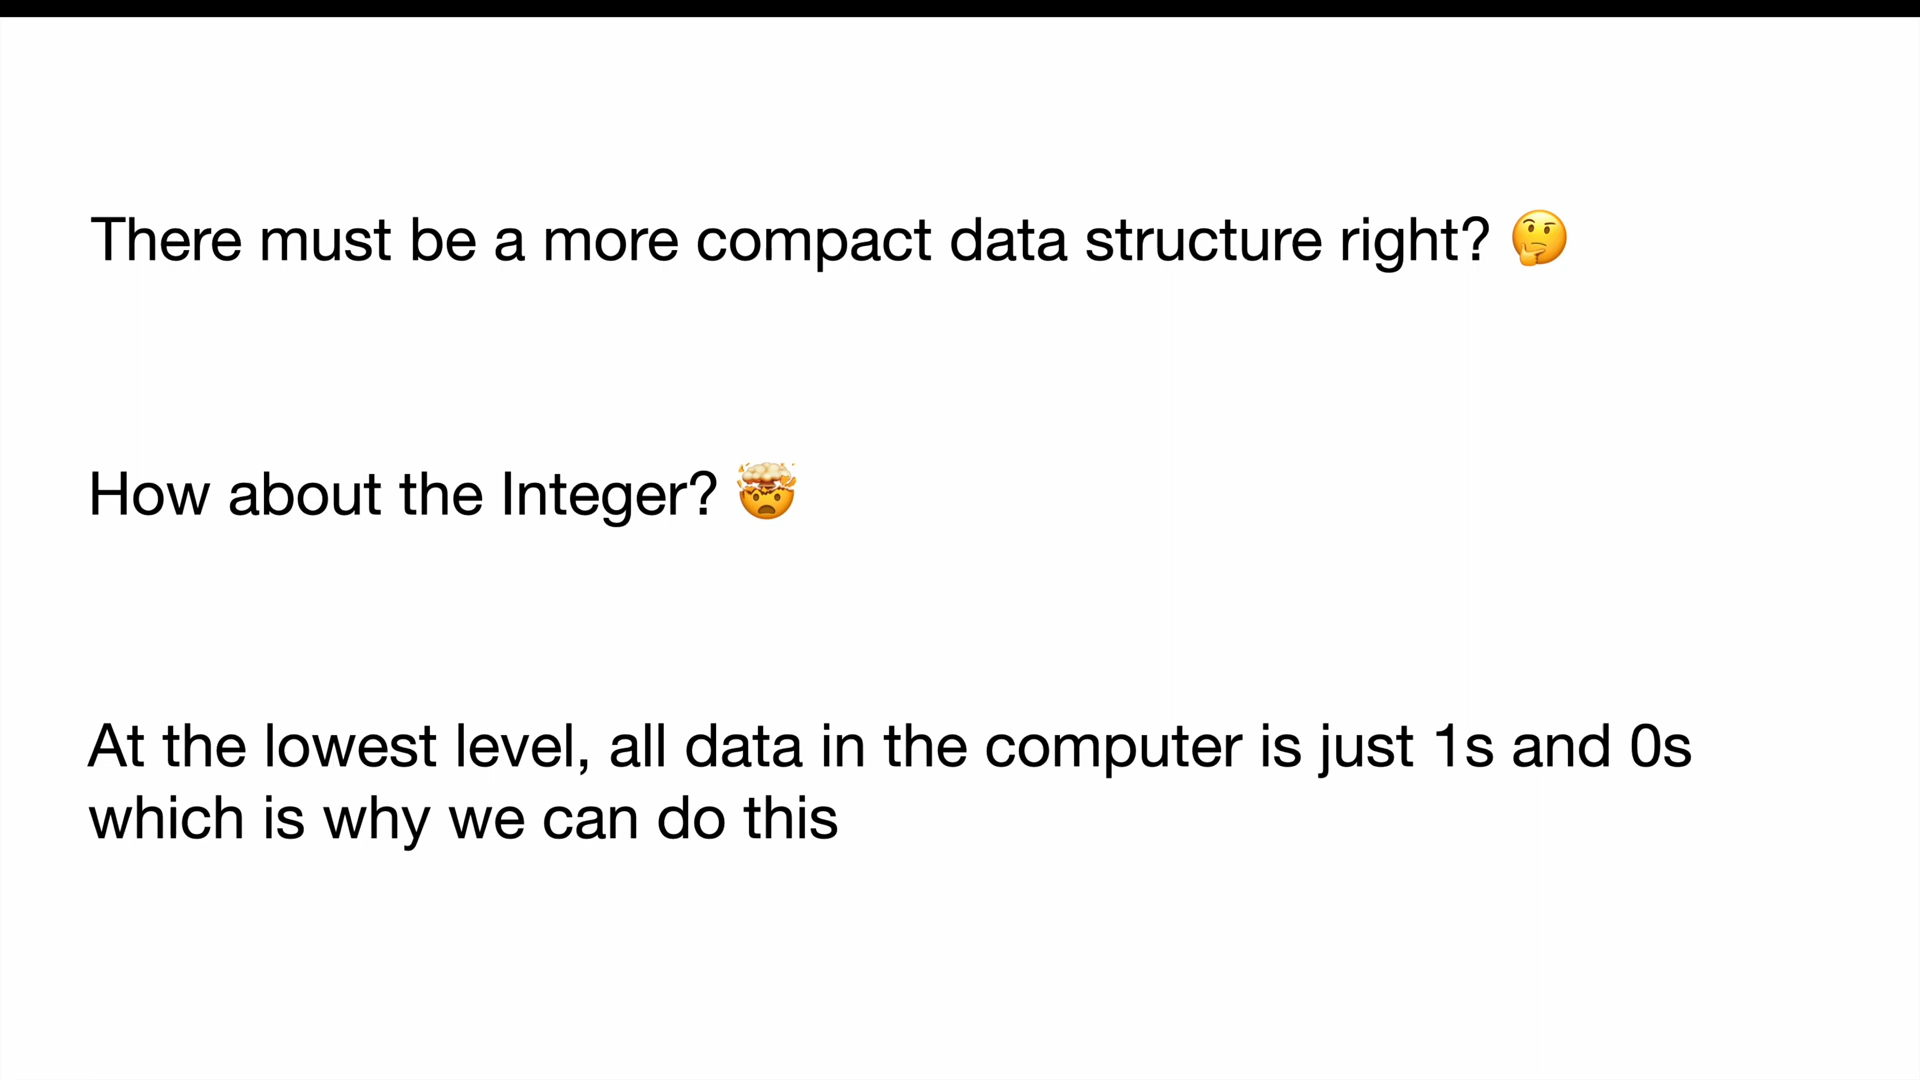 There must be a more compact data structure right? 🤔
How about the Integer? 🤯
At the lowest level, all data in the computer is just 1s and 0s
which is why we can do this